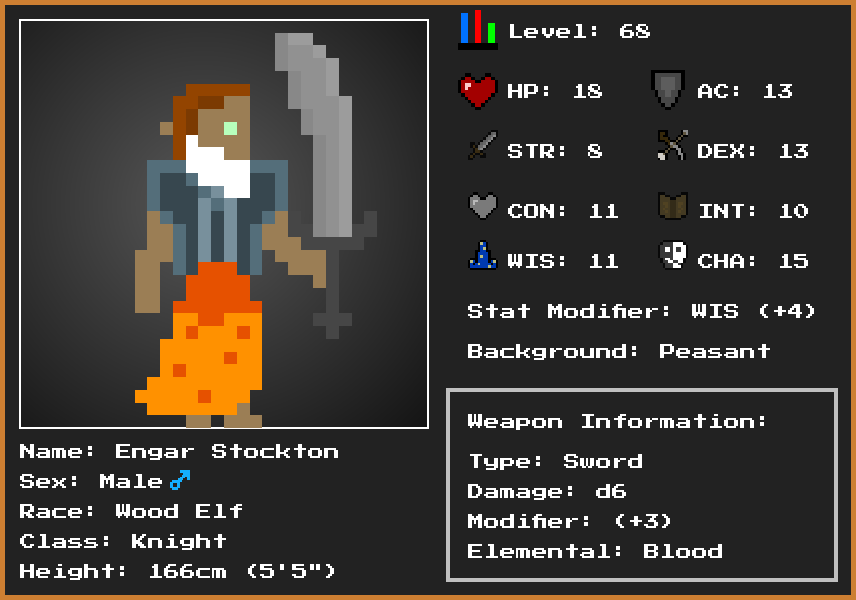 Level: 68
HP: 18
AC: 13
STR: 8
DEX: 13
CON: 11
INT: 10
WIS: 11
CHA: 15
Stat Modifier: WIS (+4)
Background: Peasant
Weapon Information:
Type: Sword
Damage: d6
Modifier: (+3)
Elemental: Blood
Name: Engar Stockton
Sex: Male♂
Race: Wood Elf
Class: Knight
Height: 166cm (5'5")